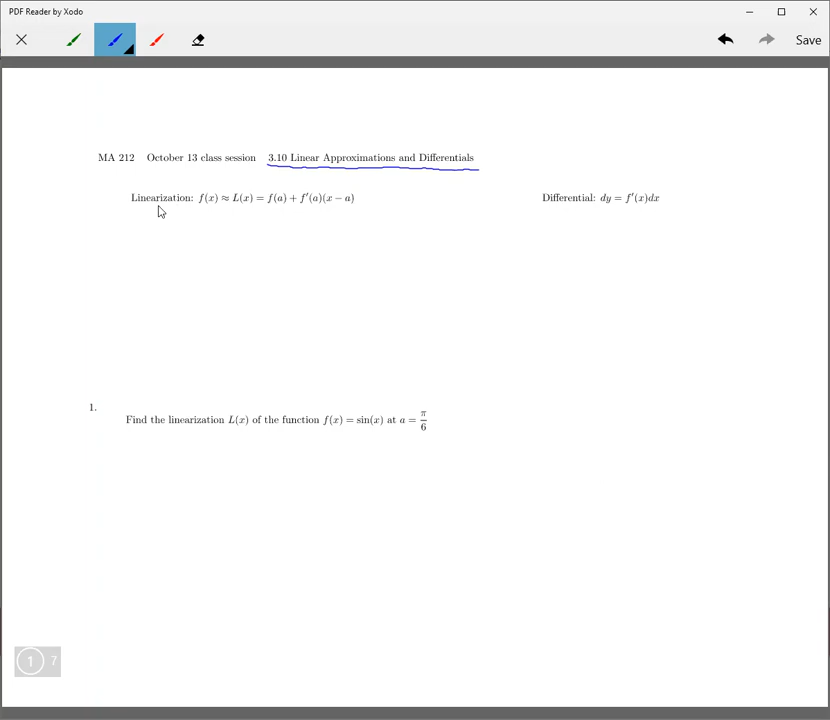 PDF Reader by Xodo
Save
MA 212 October 13 class session 3.10 Linear Approximations and Differentials
Linearization: f(x) ≈ L(x) = f(a) + f′(a)(x − a) Differential: dy = f′(x)dx
1.
Find the linearization L(x) of the function f(x) = sin(x) at a = π/6
1 7